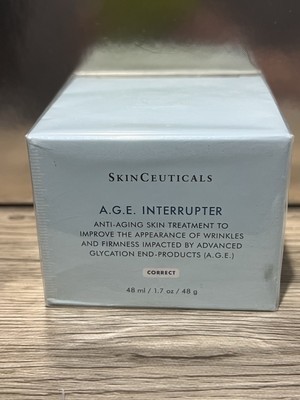 SKINCEUTICALS
A.G.E. INTERRUPTER
ANTI-AGING SKIN TREATMENT TO
IMPROVE THE APPEARANCE OF WRINKLES
AND FIRMNESS IMPACTED BY ADVANCED
GLYCATION END-PRODUCTS (A.G.E.)
CORRECT
48 ml / 1.7 oz / 48 g